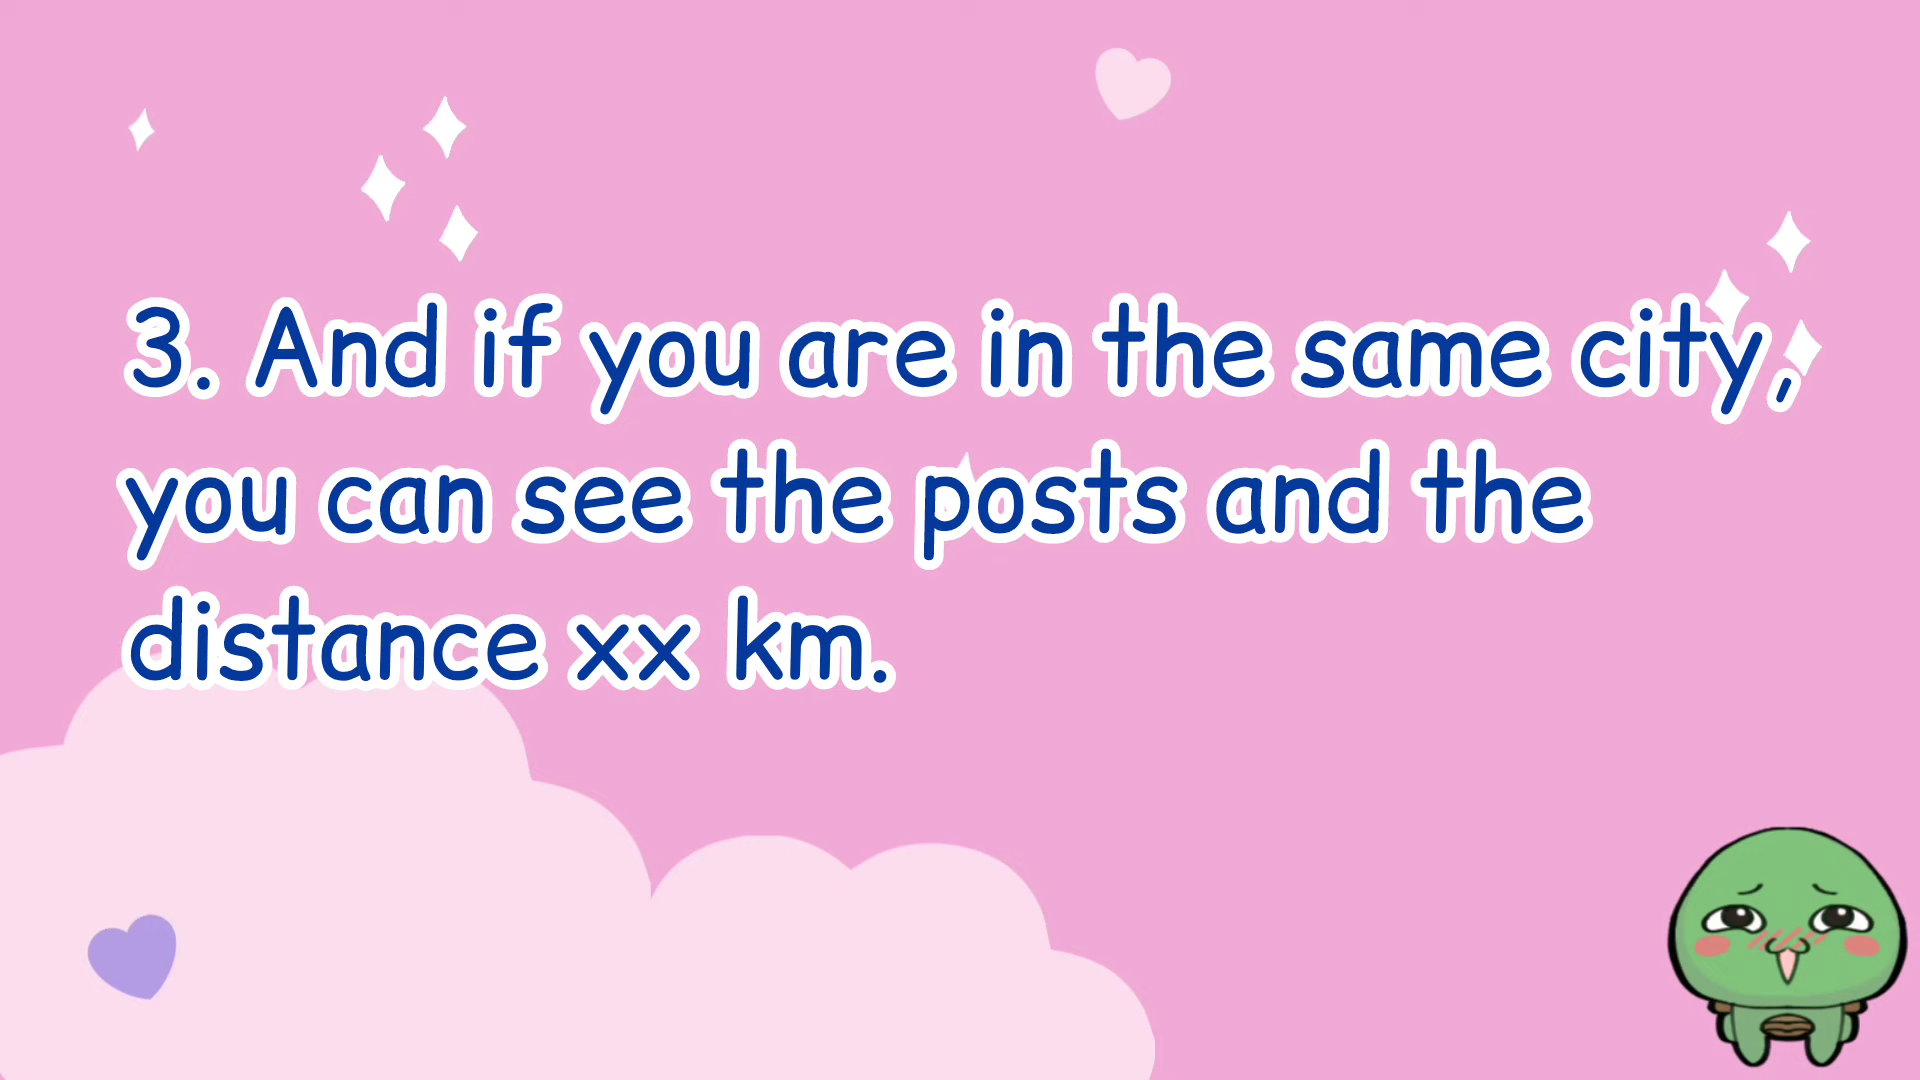 3. And if you are in the same city,
you can see the posts and the
distance xx km.